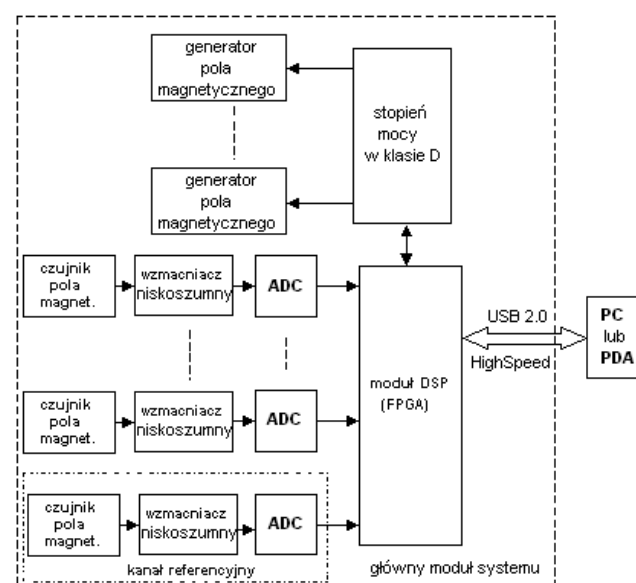 generator
pola
magnetycznego
stopień
mocy
w klasie D
generator
pola
magnetycznego
czujnik
pola
magnet.
wzmacniacz
niskoszumny
ADC
USB 2.0
HighSpeed
PC
lub
PDA
moduł DSP
(FPGA)
czujnik
pola
magnet.
wzmacniacz
niskoszumny
ADC
czujnik
pola
magnet.
wzmacniacz
niskoszumny
ADC
kanał referencyjny
główny moduł systemu